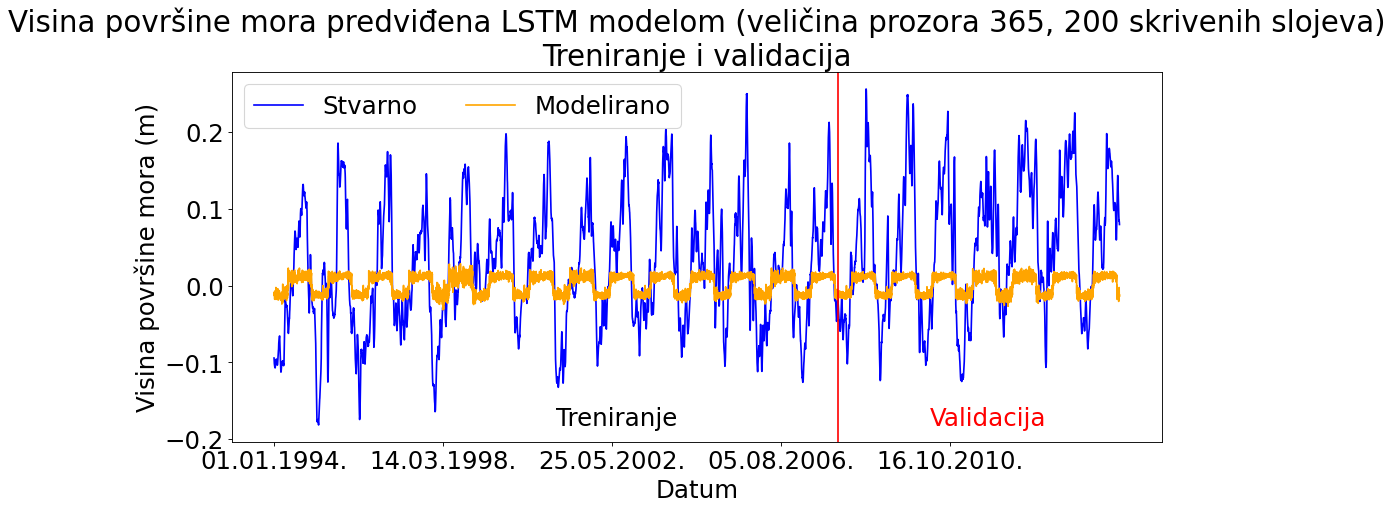 Visina površine mora predviđena LSTM modelom (veličina prozora 365, 200 skrivenih slojeva)
Treniranje i validacija
Stvarno
Modelirano
Visina površine mora (m)
0.2
0.1
0.0
−0.1
−0.2
Treniranje
Validacija
01.01.1994.
14.03.1998.
25.05.2002.
05.08.2006.
16.10.2010.
Datum